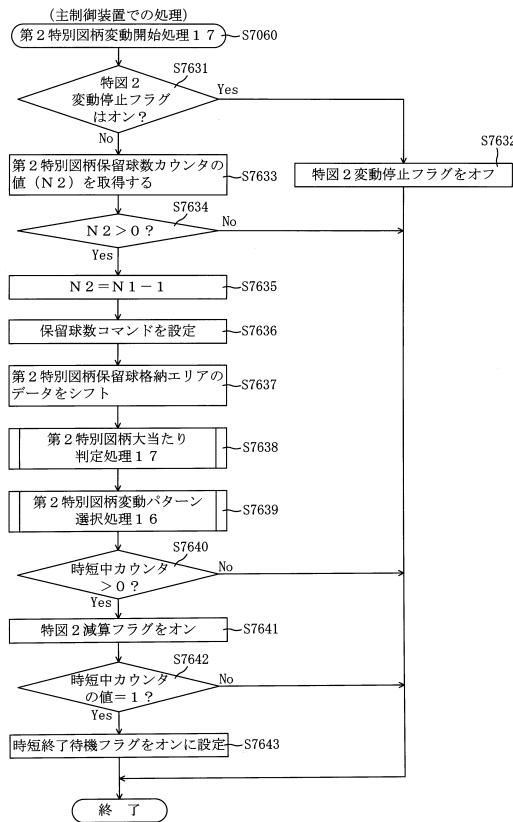 (主制御装置での処理)
第2特別図柄変動開始処理17
S7060
S7631
特図2
変動停止フラグ
はオン?
Yes
No
S7632
特図2変動停止フラグをオフ
第2特別図柄保留球数カウンタの
値(N2)を取得する
S7633
S7634
N2>0?
No
Yes
N2=N1-1
S7635
保留球数コマンドを設定
S7636
第2特別図柄保留球格納エリアの
データをシフト
S7637
第2特別図柄大当たり
判定処理17
S7638
第2特別図柄変動パターン
選択処理16
S7639
S7640
時短中カウンタ
>0?
No
Yes
特図2減算フラグをオン
S7641
S7642
時短中カウンタ
の値=1?
No
Yes
時短終了待機フラグをオンに設定
S7643
終 了